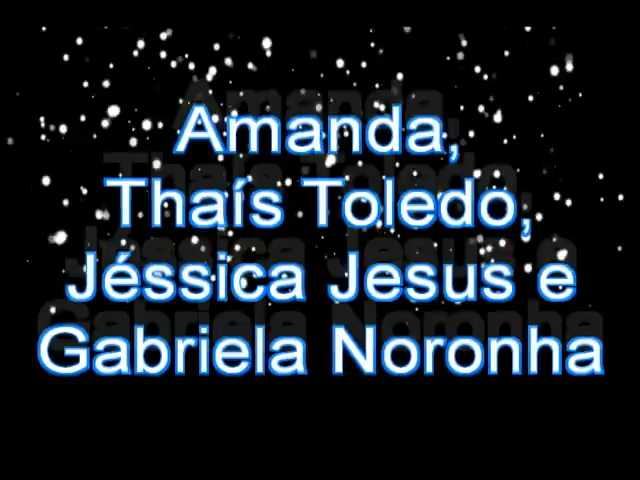 Amanda,
Thaís Toledo,
Jéssica Jesus e
Gabriela Noronha